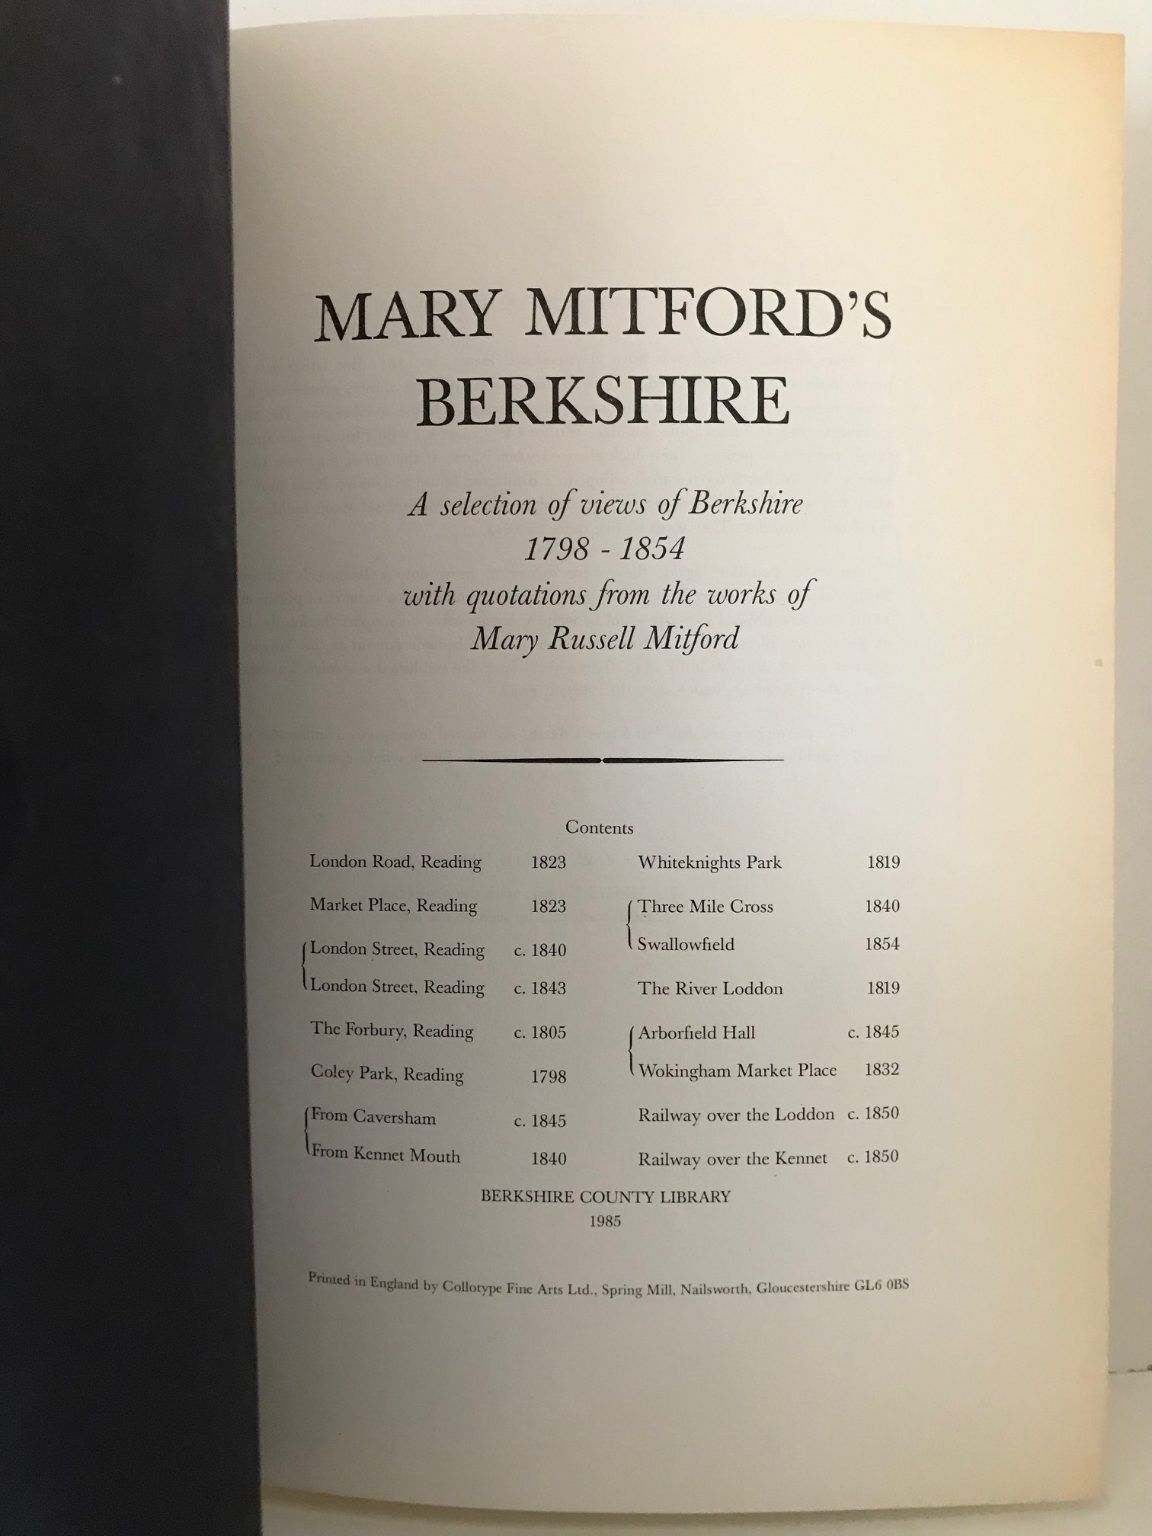 MARY MITFORD'S
BERKSHIRE
A selection of views of Berkshire
1798 - 1854
with quotations from the works of
Mary Russell Mitford
Contents
London Road, Reading 1823
Market Place, Reading 1823
London Street, Reading c. 1840
London Street, Reading c. 1843
The Forbury, Reading c. 1805
Coley Park, Reading 1798
From Caversham c. 1845
From Kennet Mouth 1840
Whiteknights Park 1819
Three Mile Cross 1840
Swallowfield 1854
The River Loddon 1819
Arborfield Hall c. 1845
Wokingham Market Place 1832
Railway over the Loddon c. 1850
Railway over the Kennet c. 1850
BERKSHIRE COUNTY LIBRARY
1985
Printed in England by Collotype Fine Arts Ltd., Spring Mill, Nailsworth, Gloucestershire GL6 0BS